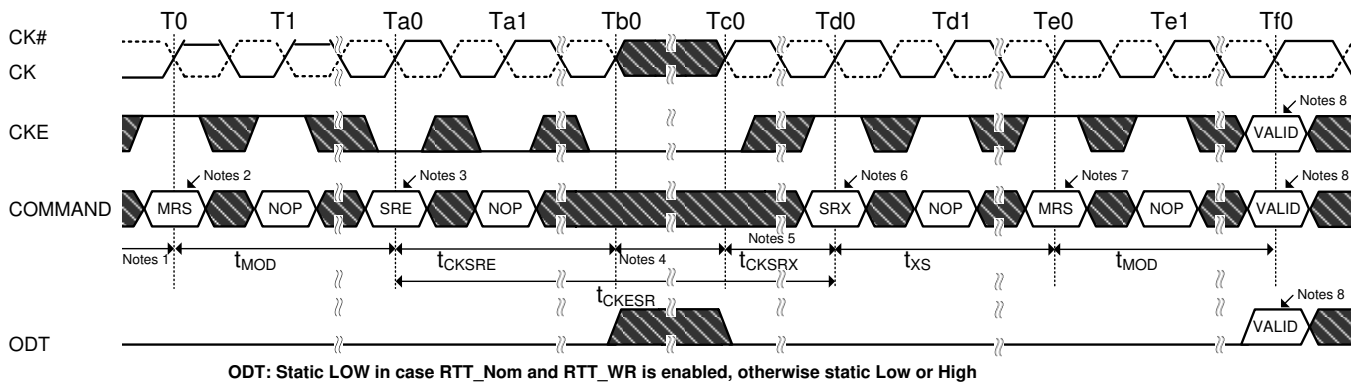 T0 T1 Ta0 Ta1 Tb0 Tc0 Td0 Td1 Te0 Te1 Tf0
CK#
CK
Notes 8
CKE
VALID
Notes 2 Notes 3 Notes 6 Notes 7 Notes 8
COMMAND MRS NOP SRE NOP SRX NOP MRS NOP VALID
Notes 1 tMOD tCKSRE Notes 4 Notes 5 tCKSRX tXS tMOD
tCKESR
Notes 8
VALID
ODT
ODT: Static LOW in case RTT_Nom and RTT_WR is enabled, otherwise static Low or High